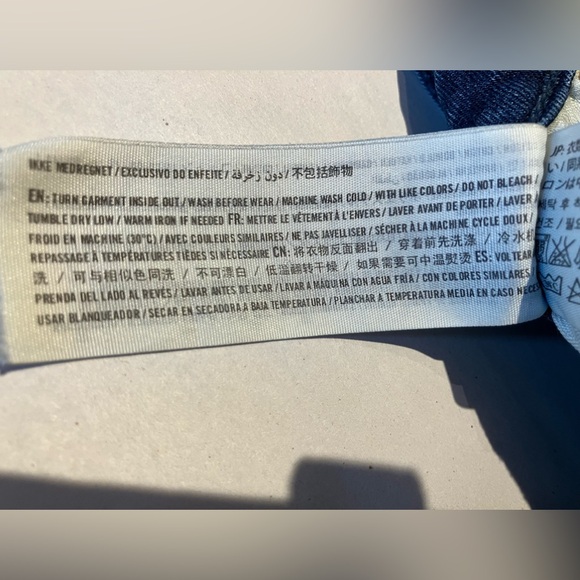 IKKE MEDREGNET / EXCLUSIVO DO ENFEITE / دون زخرفة / 不包括飾物
EN: TURN GARMENT INSIDE OUT / WASH BEFORE WEAR / MACHINE WASH COLD / WITH LIKE COLORS / DO NOT BLEACH /
TUMBLE DRY LOW / WARM IRON IF NEEDED FR: METTRE LE VÊTEMENT À L'ENVERS / LAVER AVANT DE PORTER / LAVER À
FROID EN MACHINE (30°C) / AVEC COULEURS SIMILAIRES / NE PAS JAVELLISER / SÉCHER À LA MACHINE CYCLE DOUX /
REPASSAGE À TEMPÉRATURES TIÈDES SI NÉCESSAIRE CN: 将衣物反面翻出 / 穿着前先洗涤 / 冷水机
洗 / 可与相似色同洗 / 不可漂白 / 低温翻转干燥 / 如果需要可中温熨烫 ES: VOLTEAR
PRENDA DEL LADO AL REVÉS / LAVAR ANTES DE USAR / LAVAR A MÁQUINA CON AGUA FRÍA / CON COLORES SIMILARES
USAR BLANQUEADOR / SECAR EN SECADORA A BAJA TEMPERATURA / PLANCHAR A TEMPERATURA MEDIA EN CASO
JP: